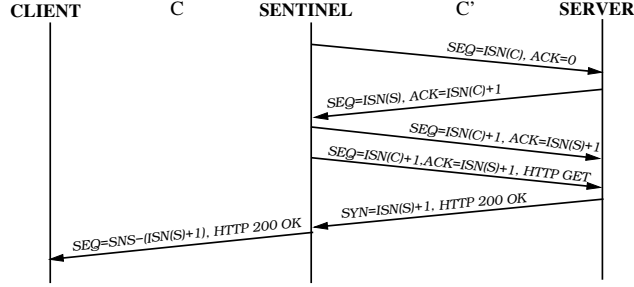 CLIENT C SENTINEL C' SERVER
SEQ=ISN(C), ACK=0
SEQ=ISN(S), ACK=ISN(C)+1
SEQ=ISN(C)+1, ACK=ISN(S)+1
SEQ=ISN(C)+1,ACK=ISN(S)+1, HTTP GET
SYN=ISN(S)+1, HTTP 200 OK
SEQ=SNS-(ISN(S)+1), HTTP 200 OK